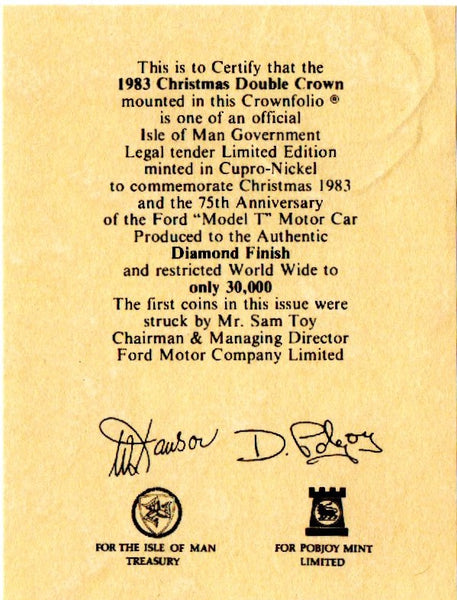 This is to Certify that the
1983 Christmas Double Crown
mounted in this Crownfolio ®
is one of an official
Isle of Man Government
Legal tender Limited Edition
minted in Cupro-Nickel
to commemorate Christmas 1983
and the 75th Anniversary
of the Ford "Model T" Motor Car
Produced to the Authentic
Diamond Finish
and restricted World Wide to
only 30,000
The first coins in this issue were
struck by Mr. Sam Toy
Chairman & Managing Director
Ford Motor Company Limited
D. Pobjoy
FOR THE ISLE OF MAN
TREASURY
FOR POBJOY MINT
LIMITED